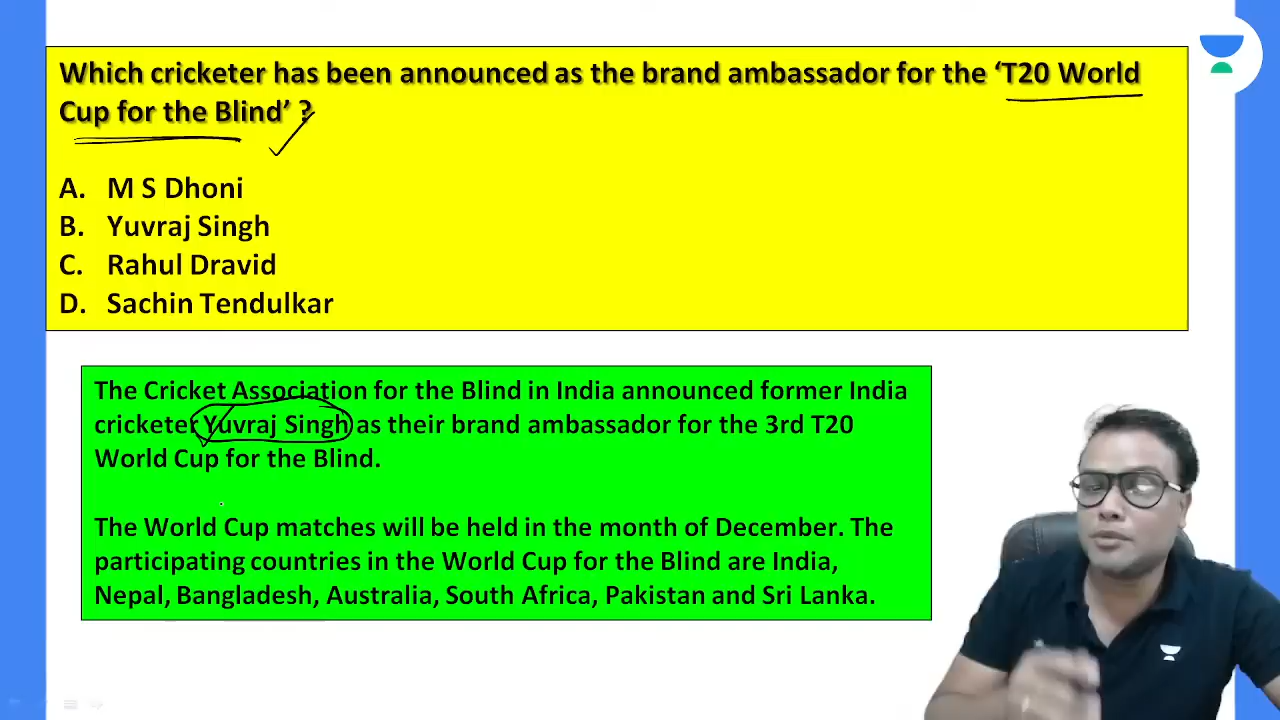 Which cricketer has been announced as the brand ambassador for the ‘T20 World
Cup for the Blind’ ?
A. M S Dhoni
B. Yuvraj Singh
C. Rahul Dravid
D. Sachin Tendulkar
The Cricket Association for the Blind in India announced former India
cricketer Yuvraj Singh as their brand ambassador for the 3rd T20
World Cup for the Blind.
The World Cup matches will be held in the month of December. The
participating countries in the World Cup for the Blind are India,
Nepal, Bangladesh, Australia, South Africa, Pakistan and Sri Lanka.